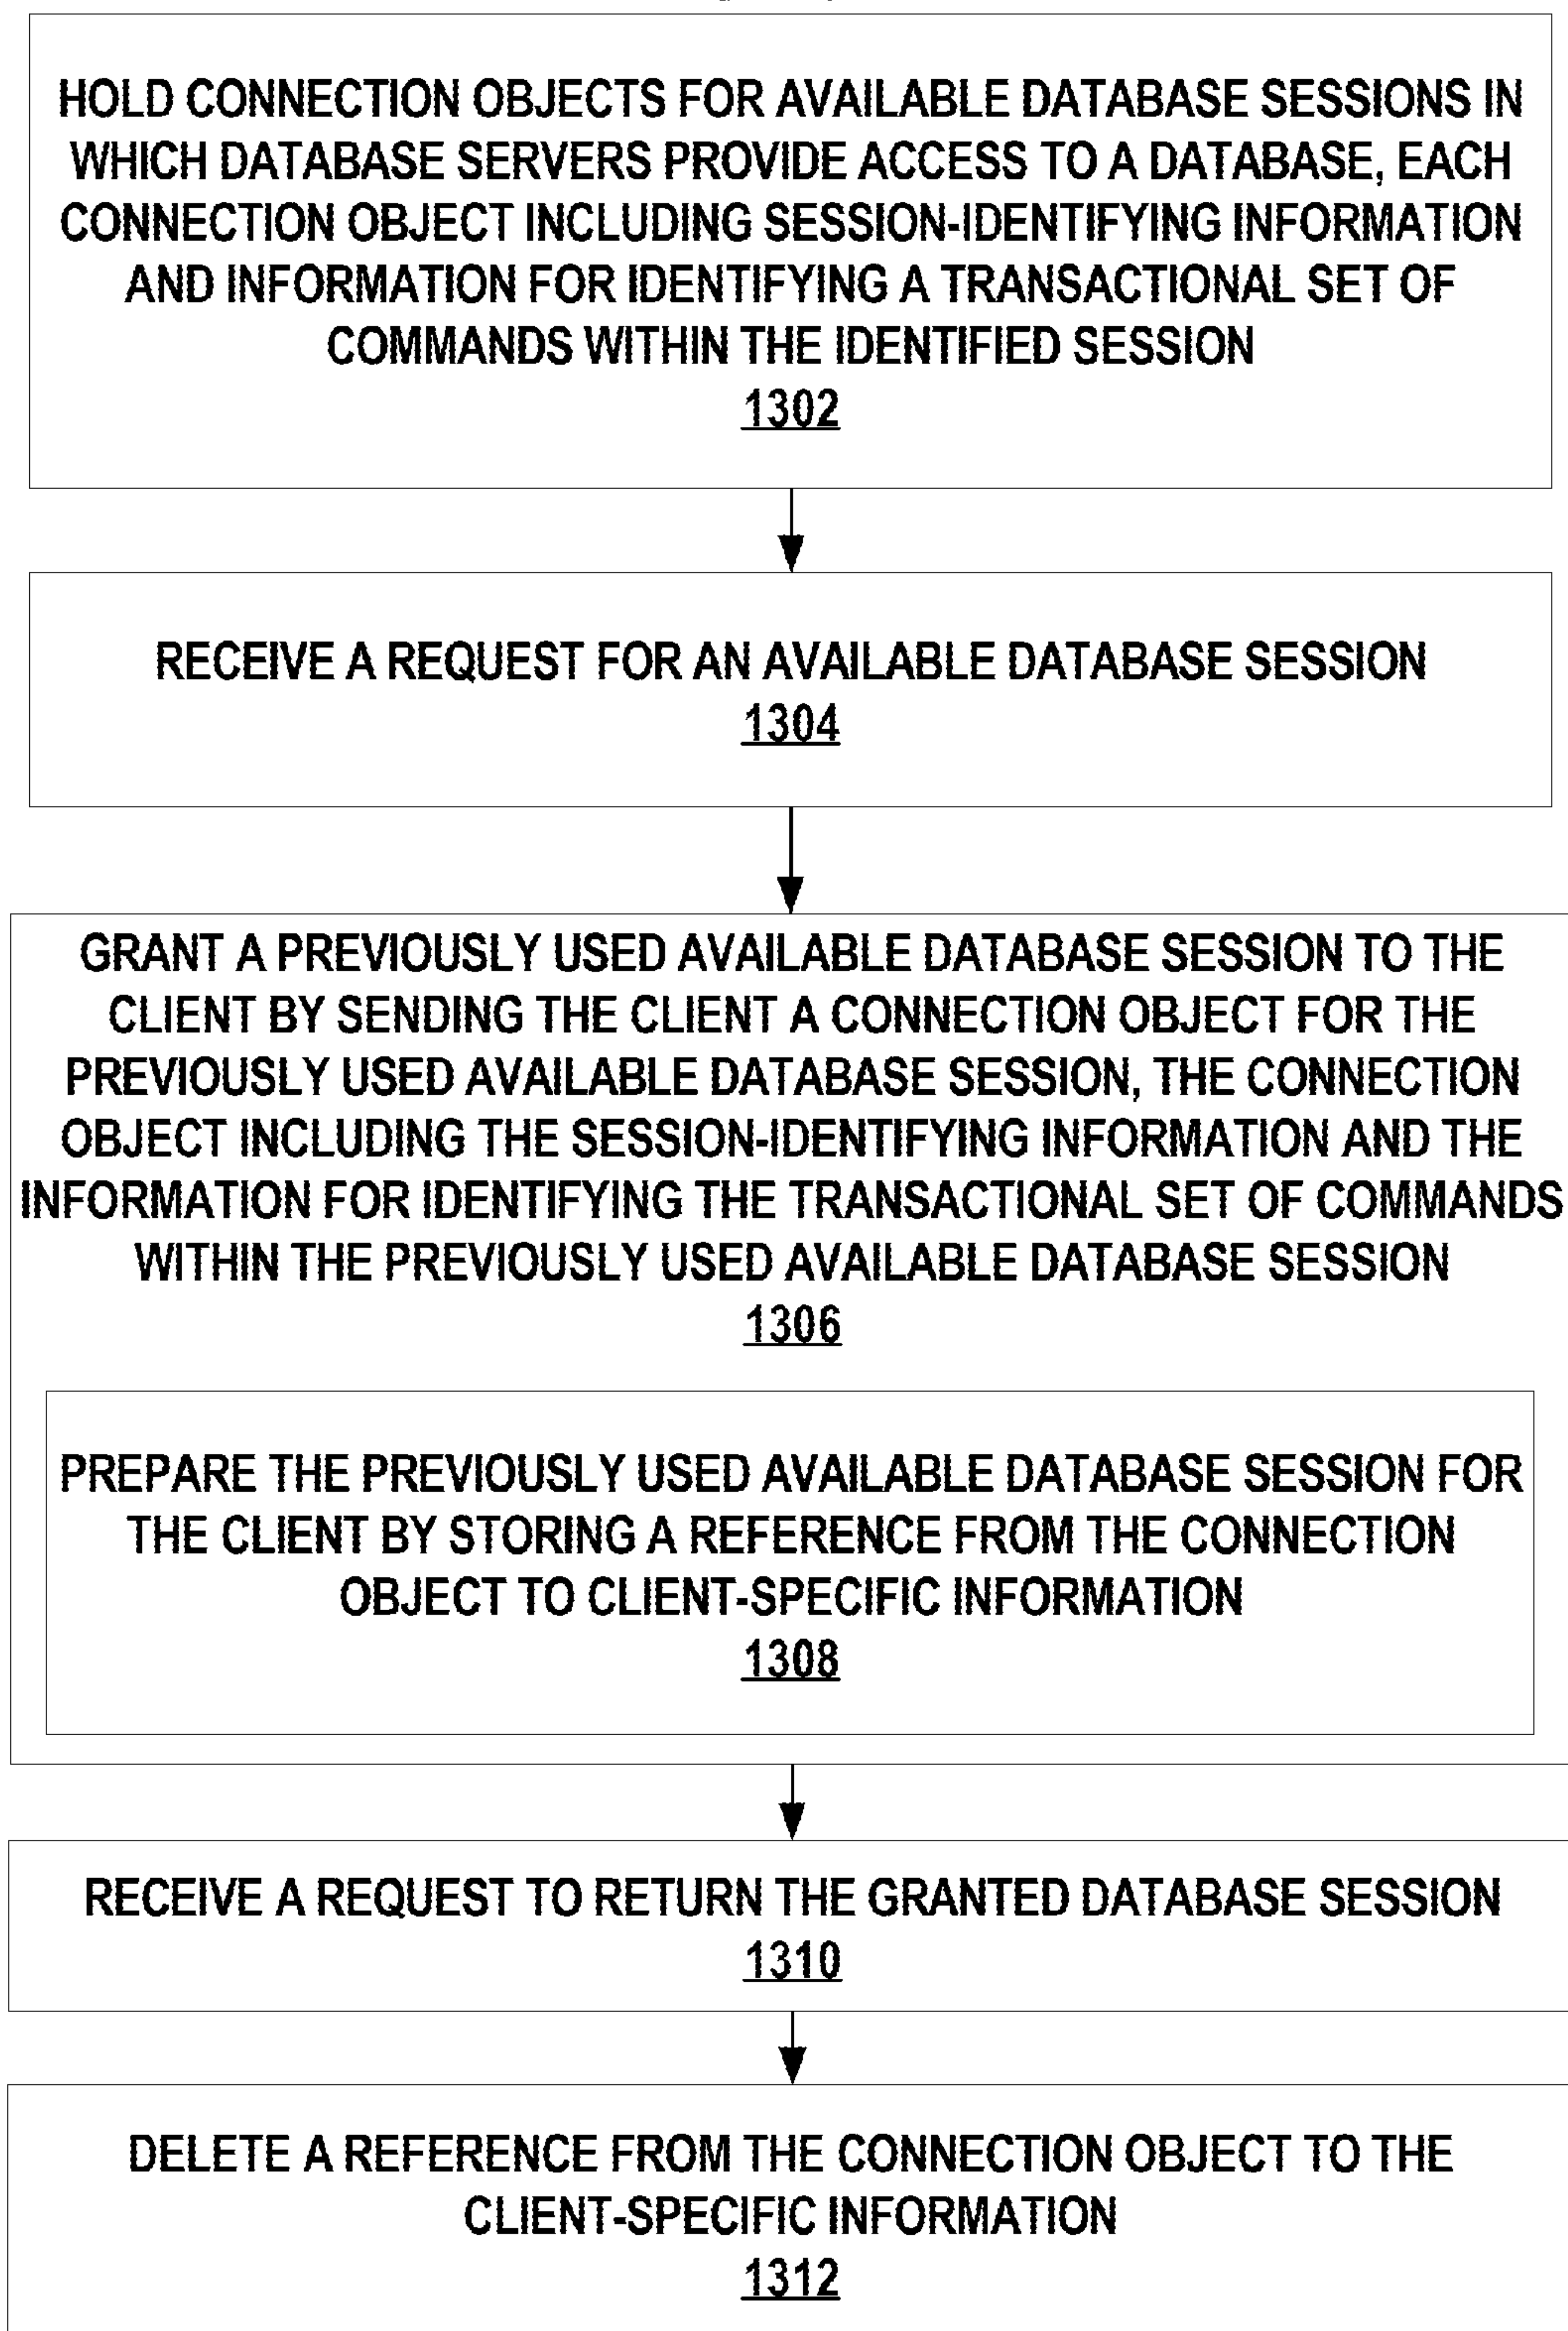 HOLD CONNECTION OBJECTS FOR AVAILABLE DATABASE SESSIONS IN
WHICH DATABASE SERVERS PROVIDE ACCESS TO A DATABASE, EACH
CONNECTION OBJECT INCLUDING SESSION-IDENTIFYING INFORMATION
AND INFORMATION FOR IDENTIFYING A TRANSACTIONAL SET OF
COMMANDS WITHIN THE IDENTIFIED SESSION
1302
RECEIVE A REQUEST FOR AN AVAILABLE DATABASE SESSION
1304
GRANT A PREVIOUSLY USED AVAILABLE DATABASE SESSION TO THE
CLIENT BY SENDING THE CLIENT A CONNECTION OBJECT FOR THE
PREVIOUSLY USED AVAILABLE DATABASE SESSION, THE CONNECTION
OBJECT INCLUDING THE SESSION-IDENTIFYING INFORMATION AND THE
INFORMATION FOR IDENTIFYING THE TRANSACTIONAL SET OF COMMANDS
WITHIN THE PREVIOUSLY USED AVAILABLE DATABASE SESSION
1306
PREPARE THE PREVIOUSLY USED AVAILABLE DATABASE SESSION FOR
THE CLIENT BY STORING A REFERENCE FROM THE CONNECTION
OBJECT TO CLIENT-SPECIFIC INFORMATION
1308
RECEIVE A REQUEST TO RETURN THE GRANTED DATABASE SESSION
1310
DELETE A REFERENCE FROM THE CONNECTION OBJECT TO THE
CLIENT-SPECIFIC INFORMATION
1312